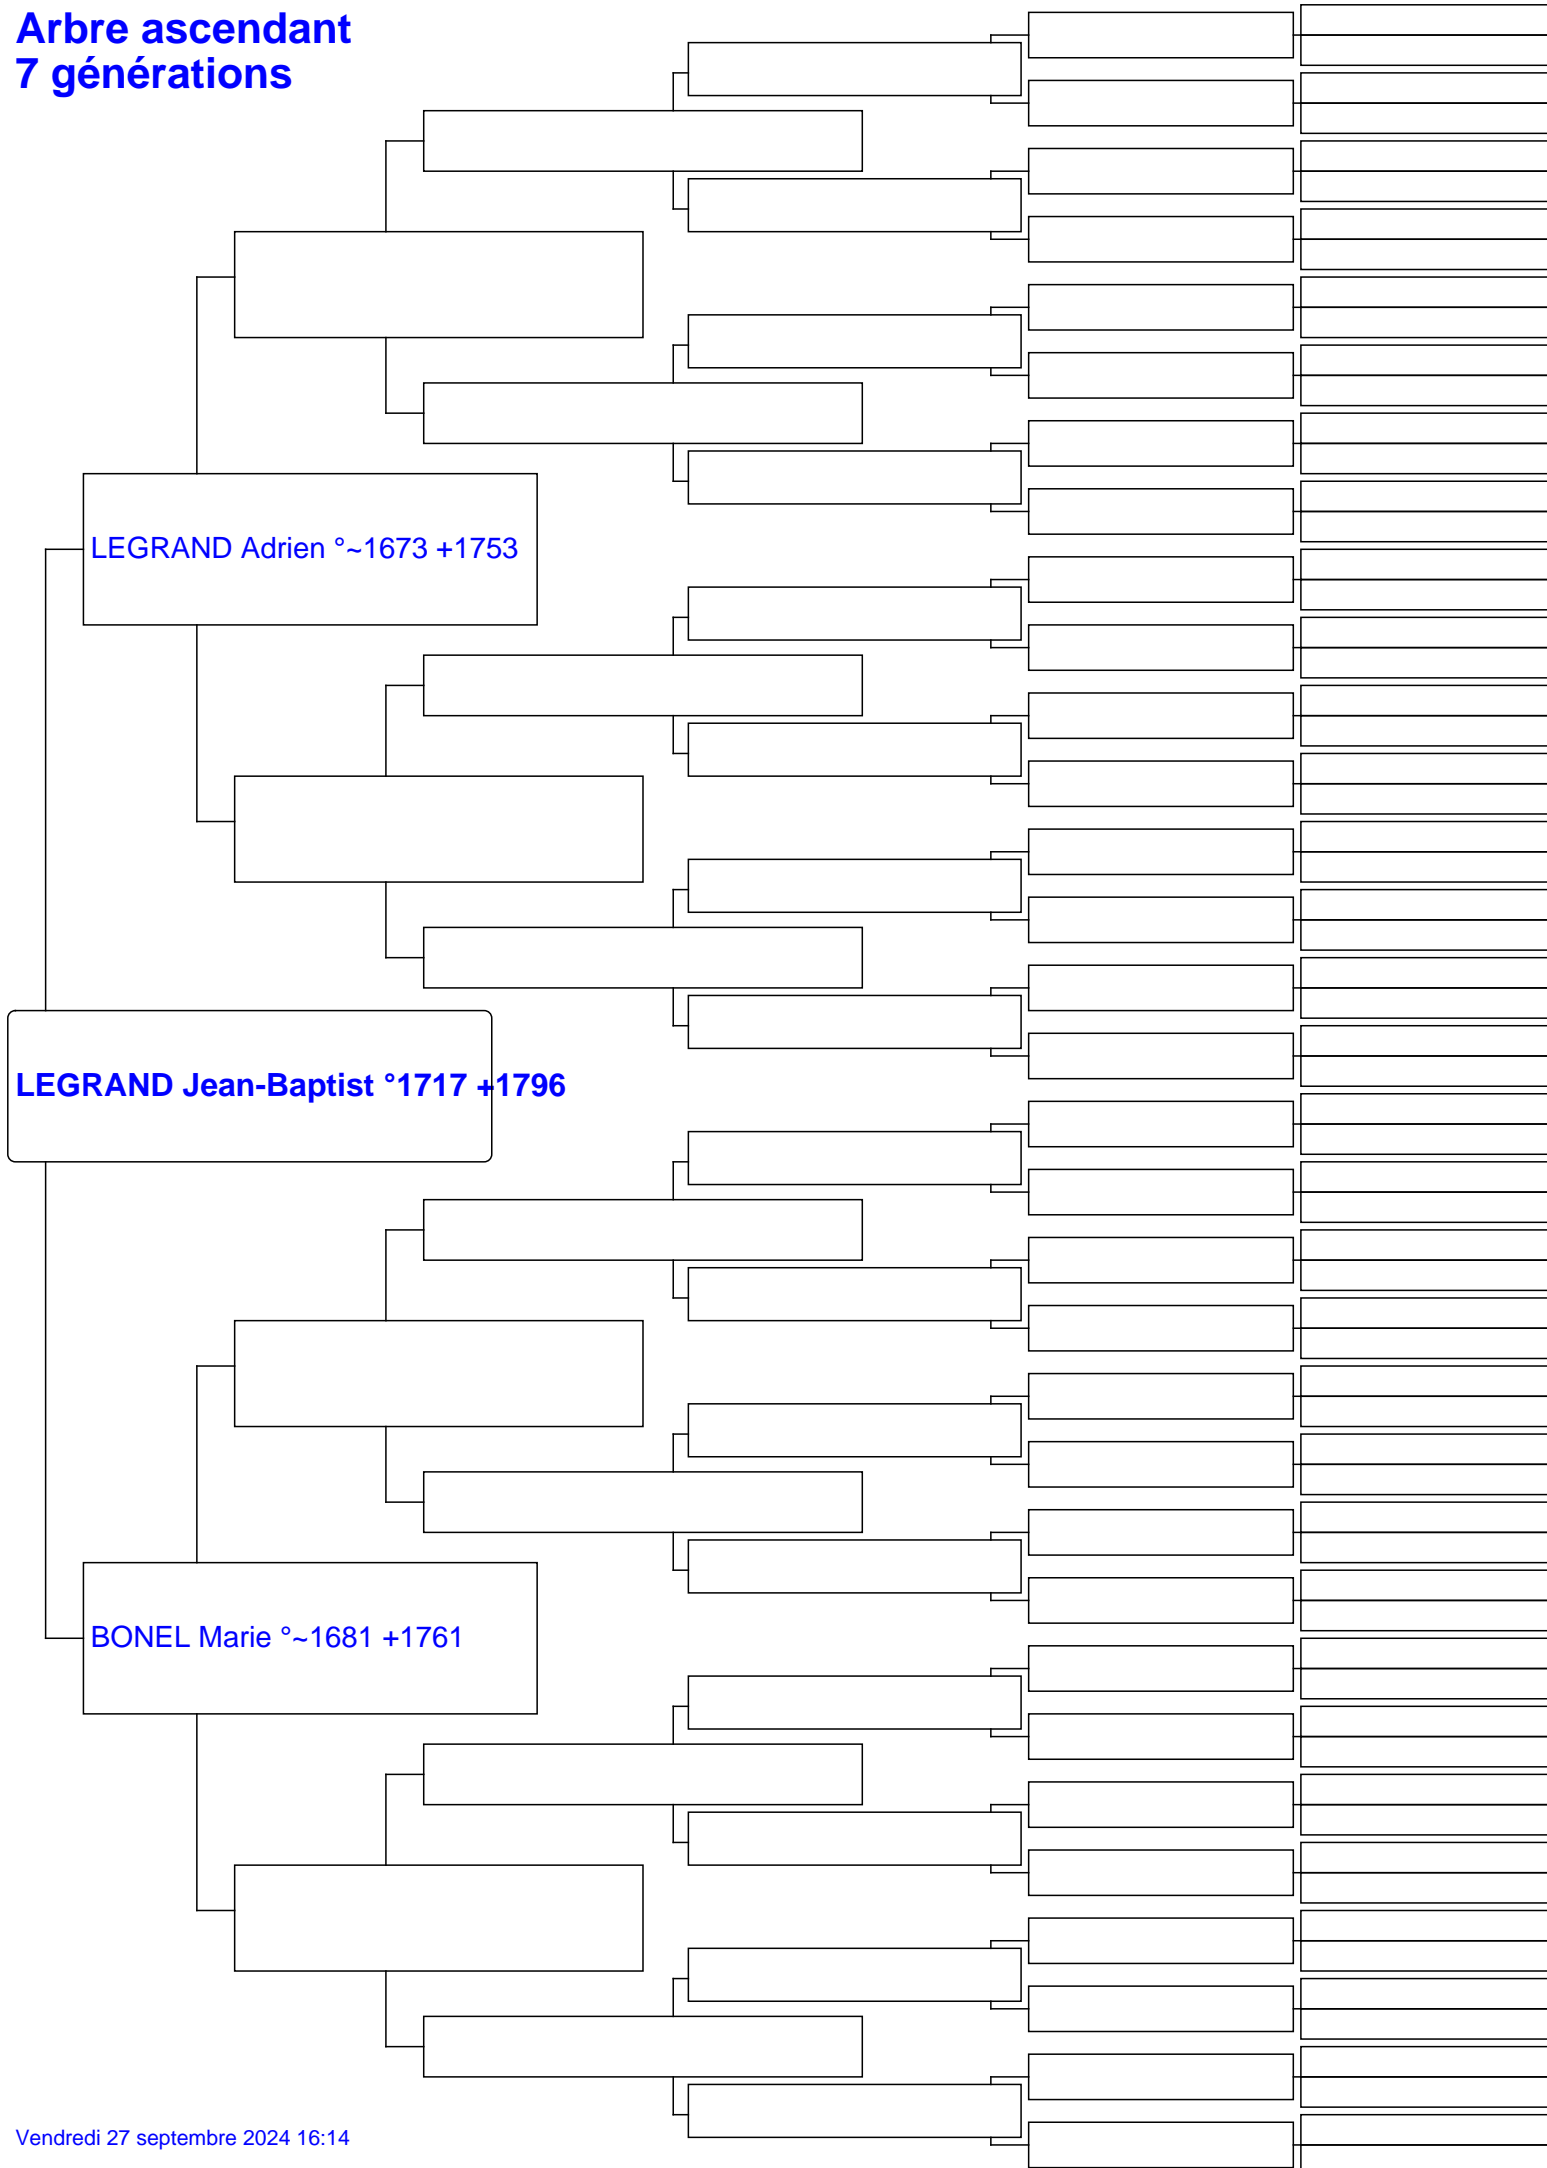 Arbre ascendant
7 générations
LEGRAND Adrien °~1673 +1753
LEGRAND Jean-Baptist °1717 +1796
BONEL Marie °~1681 +1761
Vendredi 27 septembre 2024 16:14